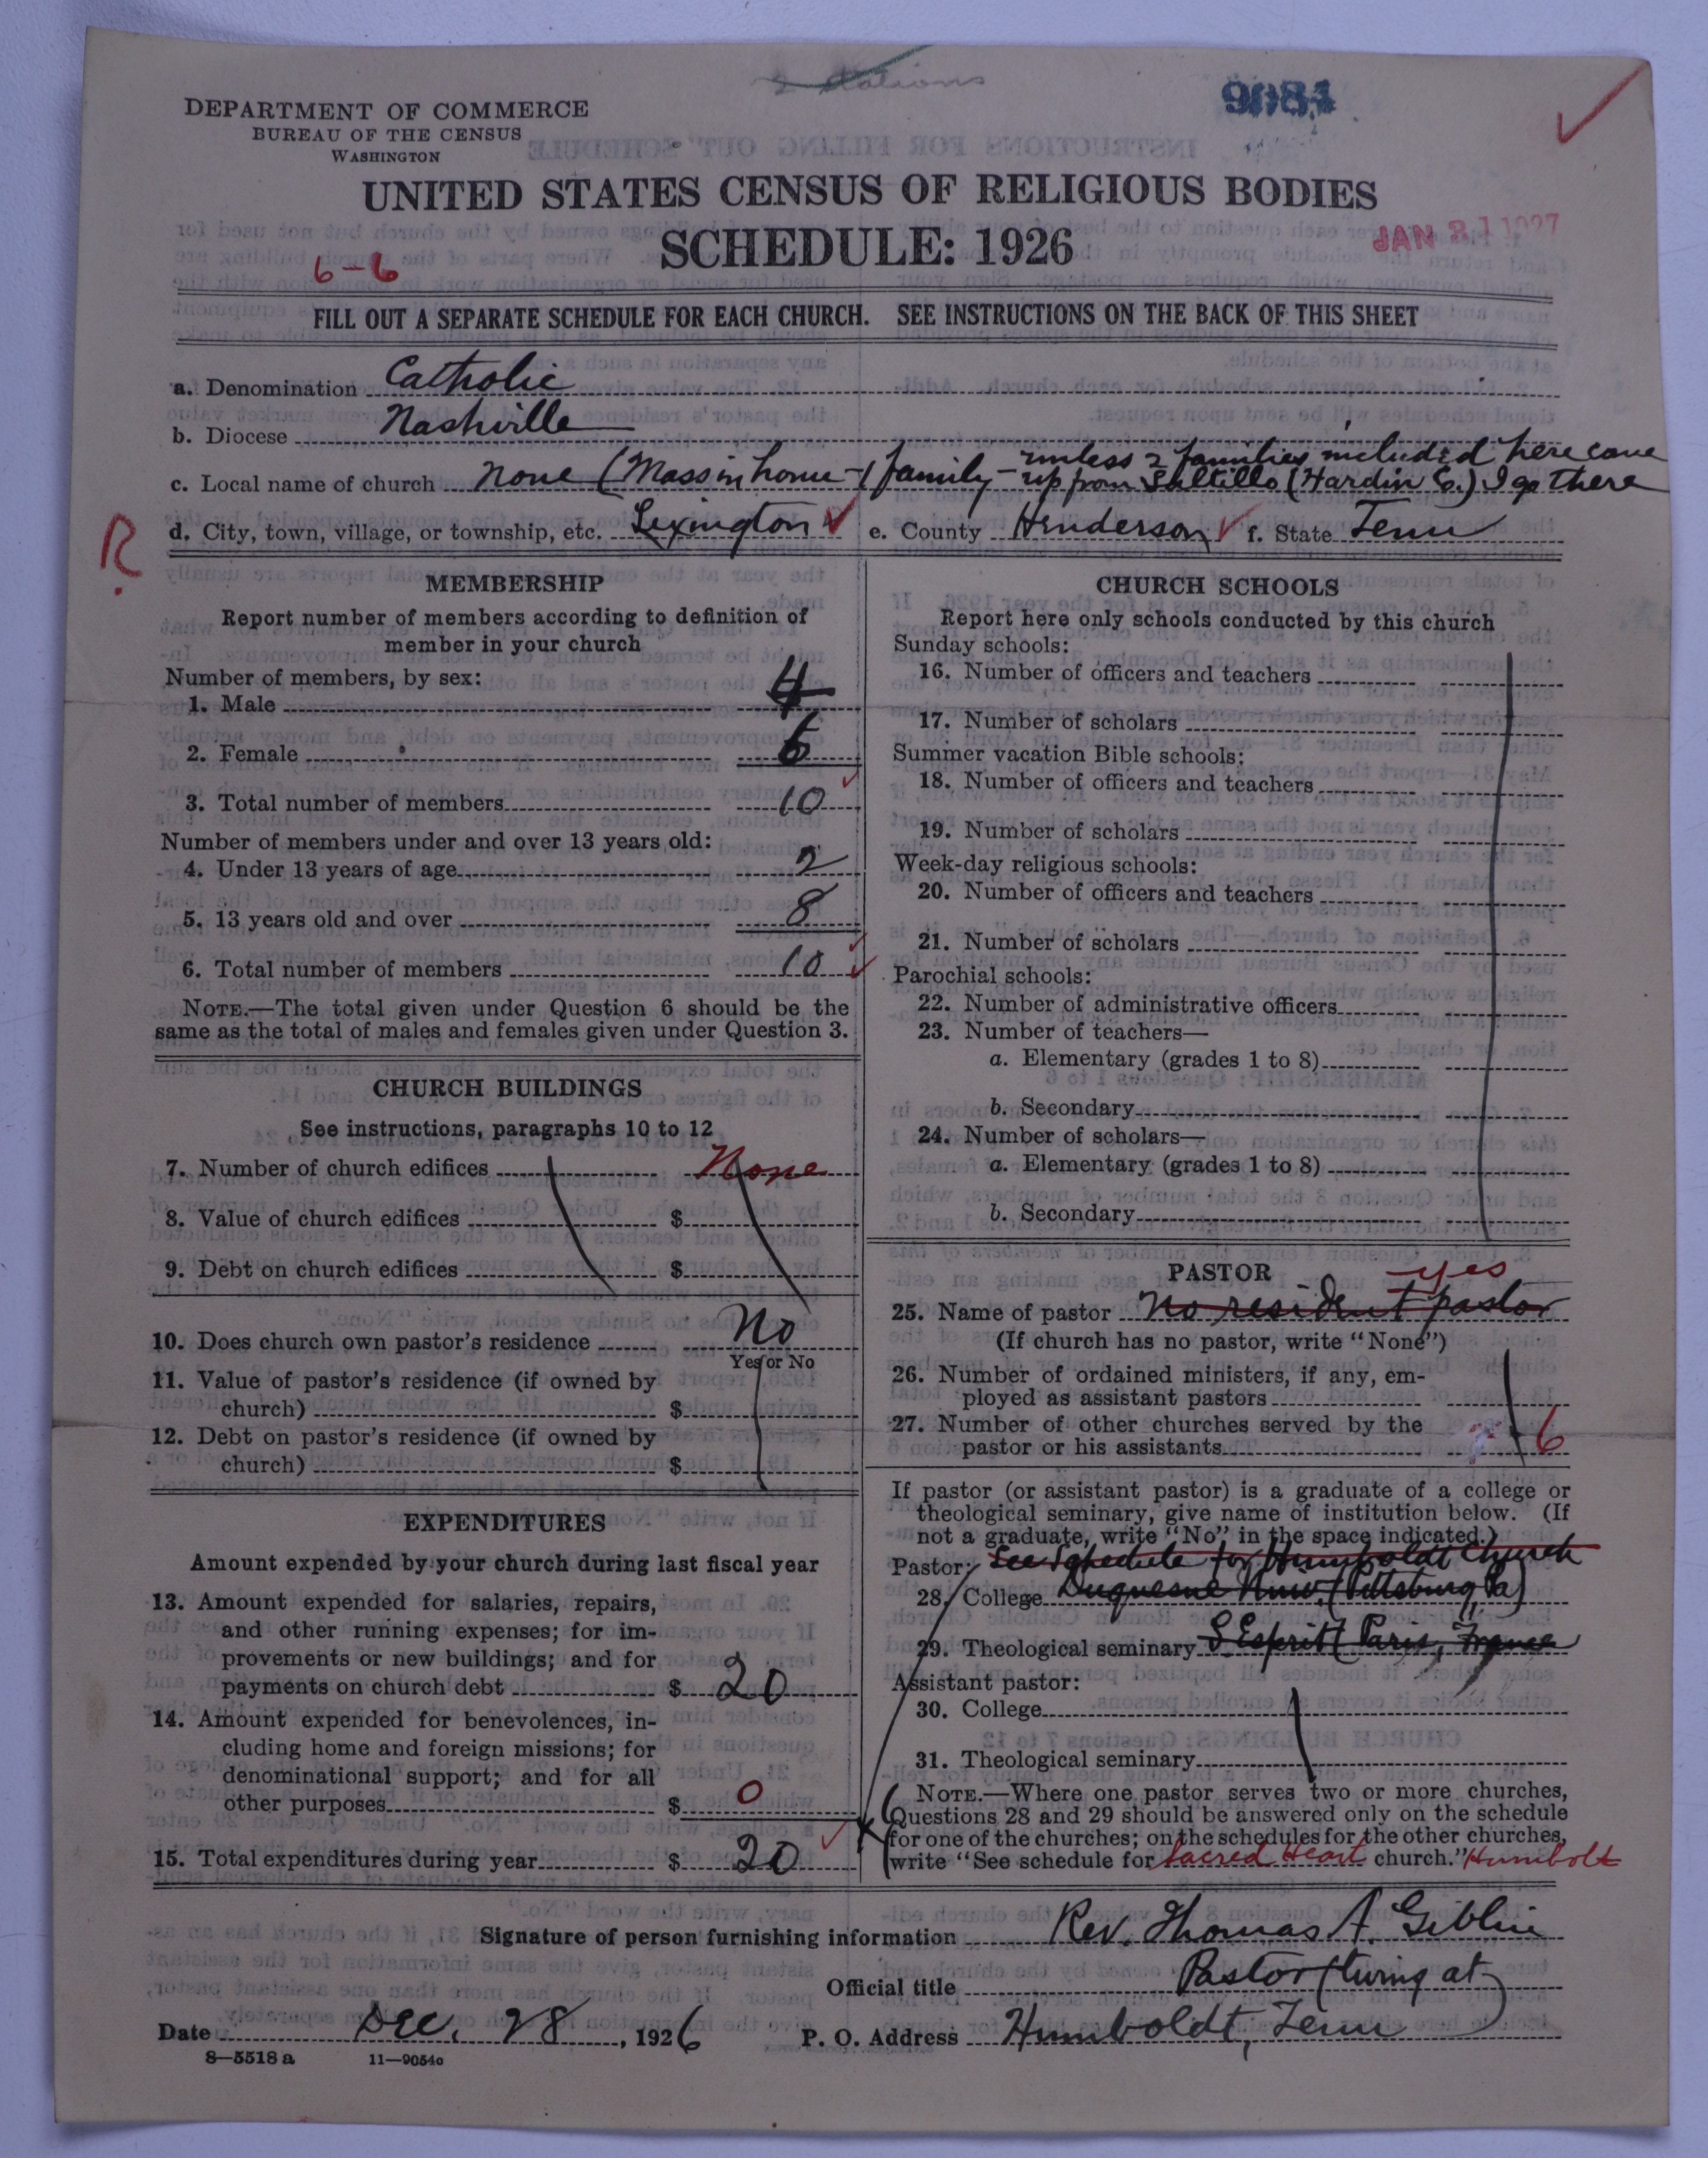 2 Stations
9084
DEPARTMENT OF COMMERCE
BUREAU OF THE CENSUS
WASHINGTON
UNITED STATES CENSUS OF RELIGIOUS BODIES
SCHEDULE: 1926
JAN 31 1927
6-6
FILL OUT A SEPARATE SCHEDULE FOR EACH CHURCH. SEE INSTRUCTIONS ON THE BACK OF THIS SHEET
a. Denomination Catholic
b. Diocese Nashville
c. Local name of church None (Mass in home - 1 family - unless 2 families included here come up from Saltillo (Hardin Co.) I go there
d. City, town, village, or township, etc. Lexington e. County Henderson f. State Tenn
R
MEMBERSHIP
Report number of members according to definition of
member in your church
Number of members, by sex:
1. Male 4
2. Female 6
3. Total number of members 10
Number of members under and over 13 years old:
4. Under 13 years of age 2
5. 13 years old and over 8
6. Total number of members 10
NOTE.—The total given under Question 6 should be the
same as the total of males and females given under Question 3.
CHURCH BUILDINGS
See instructions, paragraphs 10 to 12
7. Number of church edifices None
8. Value of church edifices $
9. Debt on church edifices $
10. Does church own pastor's residence No
Yes or No
11. Value of pastor's residence (if owned by
church) $
12. Debt on pastor's residence (if owned by
church) $
EXPENDITURES
Amount expended by your church during last fiscal year
13. Amount expended for salaries, repairs,
and other running expenses; for im-
provements or new buildings; and for
payments on church debt $ 20
14. Amount expended for benevolences, in-
cluding home and foreign missions; for
denominational support; and for all
other purposes $ 0
15. Total expenditures during year $ 20
CHURCH SCHOOLS
Report here only schools conducted by this church
Sunday schools:
16. Number of officers and teachers
17. Number of scholars
Summer vacation Bible schools:
18. Number of officers and teachers
19. Number of scholars
Week-day religious schools:
20. Number of officers and teachers
21. Number of scholars
Parochial schools:
22. Number of administrative officers
23. Number of teachers—
a. Elementary (grades 1 to 8)
b. Secondary
24. Number of scholars—
a. Elementary (grades 1 to 8)
b. Secondary
PASTOR
yes
25. Name of pastor No resident pastor
(If church has no pastor, write "None")
26. Number of ordained ministers, if any, em-
ployed as assistant pastors
27. Number of other churches served by the
pastor or his assistants 6
If pastor (or assistant pastor) is a graduate of a college or
theological seminary, give name of institution below. (If
not a graduate, write "No" in the space indicated.)
Pastor: See Schedule for Humboldt Church
28. College Duquesne Univ. (Pittsburg, Pa)
29. Theological seminary S Esprit (Paris, France
Assistant pastor:
30. College
31. Theological seminary
NOTE.—Where one pastor serves two or more churches,
Questions 28 and 29 should be answered only on the schedule
for one of the churches; on the schedules for the other churches,
write "See schedule for Sacred Heart church." Humbolt
Signature of person furnishing information Rev. Thomas A. Giblin
Official title Pastor (living at
Date Dec. 28, 1926 P. O. Address Humboldt, Tenn
8—5518 a 11—9054a